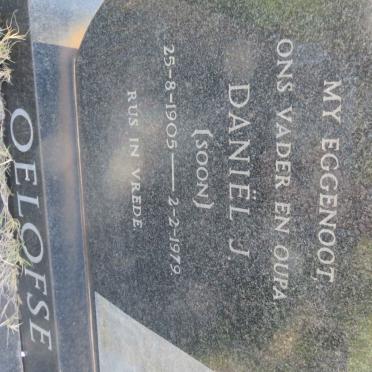 MY EGGENOOT,
ONS VADER EN OUPA
DANIËL J.
(SOON)
25-8-1905 — 2-2-1979
RUS IN VREDE
OELOFSE